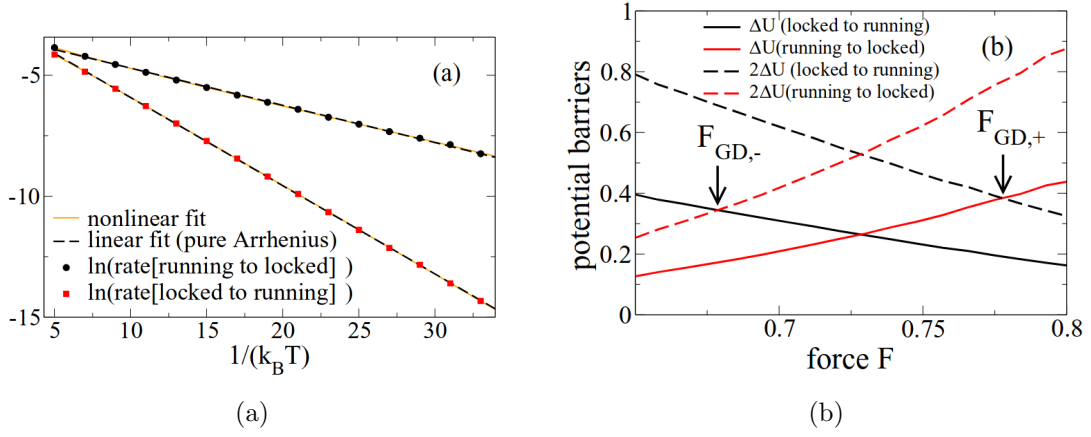 (a)
-5
-10
-15
nonlinear fit
linear fit (pure Arrhenius)
ln(rate[running to locked] )
ln(rate[locked to running] )
5 10 15 20 25 30
1/(k_BT)
(a)
1
0.8
0.6
0.4
0.2
0
potential barriers
ΔU (locked to running)
ΔU(running to locked)
2ΔU (locked to running)
2ΔU(running to locked)
(b)
F_GD,-
F_GD,+
0.7 0.75 0.8
force F
(b)